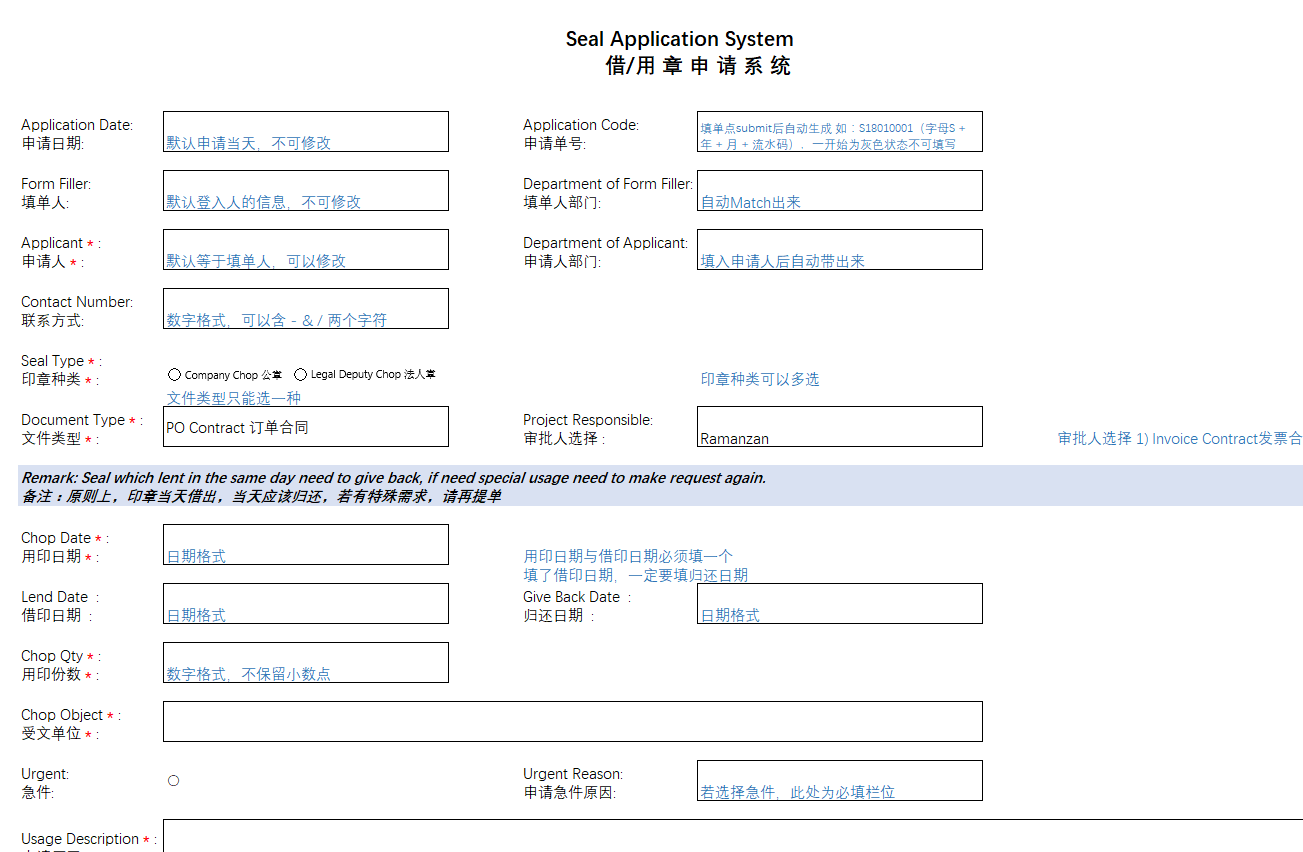 Seal Application System
借/用 章 申 请 系 统
Application Date:
申请日期:
默认申请当天，不可修改
Application Code:
申请单号:
填单点submit后自动生成 如：S18010001（字母S +
年 + 月 + 流水码），一开始为灰色状态不可填写
Form Filler:
填单人:
默认登入人的信息，不可修改
Department of Form Filler:
填单人部门:
自动Match出来
Applicant * :
申请人 * :
默认等于填单人，可以修改
Department of Applicant:
申请人部门:
填入申请人后自动带出来
Contact Number:
联系方式:
数字格式，可以含 - & / 两个字符
Seal Type * :
印章种类 * :
Company Chop 公章
Legal Deputy Chop 法人章
印章种类可以多选
文件类型只能选一种
Document Type * :
文件类型 * :
PO Contract 订单合同
Project Responsible:
审批人选择 :
Ramanzan
审批人选择 1) Invoice Contract发票合
Remark: Seal which lent in the same day need to give back, if need special usage need to make request again.
备注：原则上，印章当天借出，当天应该归还，若有特殊需求，请再提单
Chop Date * :
用印日期 * :
日期格式
用印日期与借印日期必须填一个
填了借印日期，一定要填归还日期
Lend Date :
借印日期 :
日期格式
Give Back Date :
归还日期 :
日期格式
Chop Qty * :
用印份数 * :
数字格式，不保留小数点
Chop Object * :
受文单位 * :
Urgent:
急件:
Urgent Reason:
申请急件原因:
若选择急件，此处为必填栏位
Usage Description * :